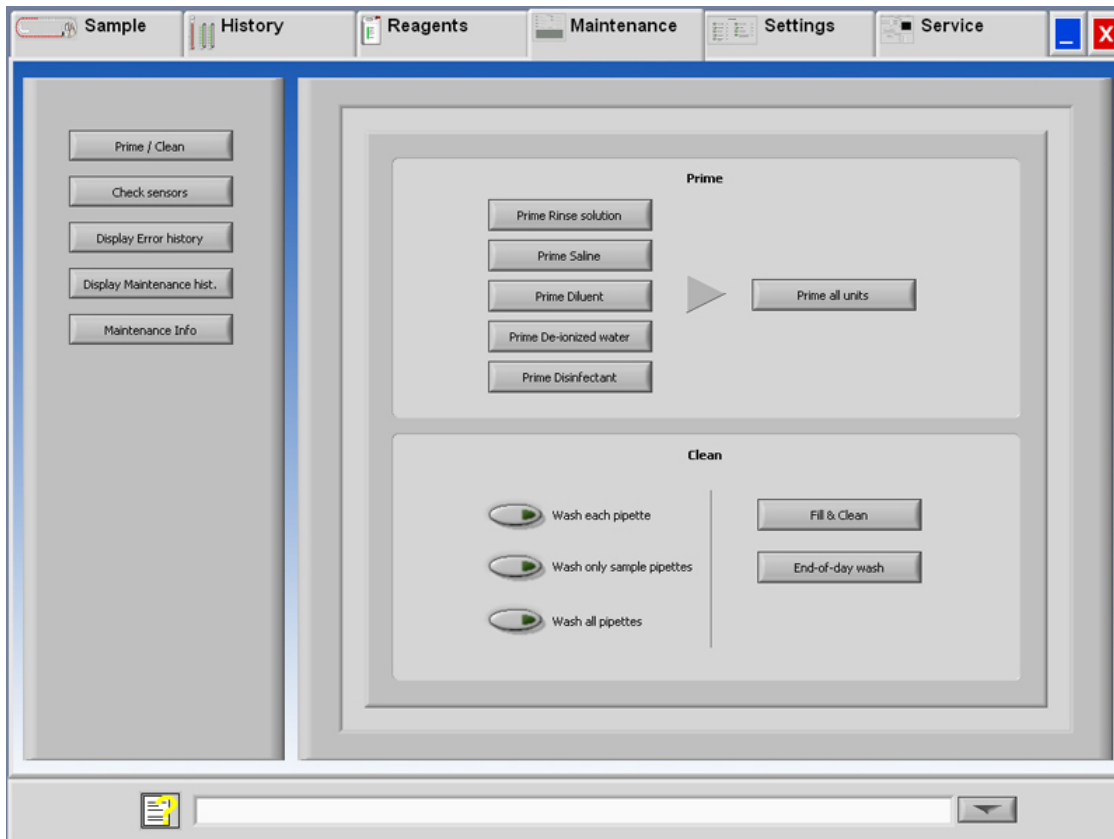 Sample
History
Reagents
Maintenance
Settings
Service
X
Prime / Clean
Check sensors
Display Error history
Display Maintenance hist.
Maintenance Info
Prime
Prime Rinse solution
Prime Saline
Prime Diluent
Prime De-ionized water
Prime Disinfectant
Prime all units
Clean
Wash each pipette
Wash only sample pipettes
Wash all pipettes
Fill & Clean
End-of-day wash
?